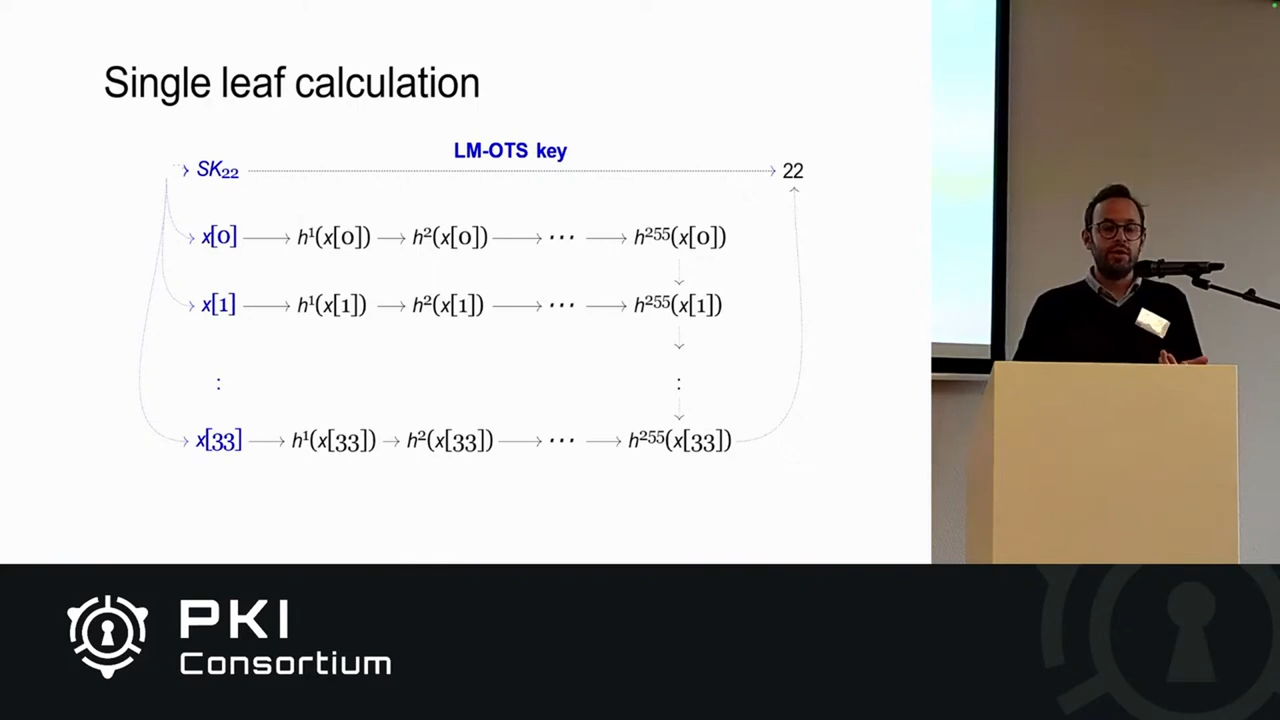 Single leaf calculation
LM-OTS key
SK₂₂ 22
x[0] h¹(x[0]) h²(x[0]) ⋯ h²⁵⁵(x[0])
x[1] h¹(x[1]) h²(x[1]) ⋯ h²⁵⁵(x[1])
: :
x[33] h¹(x[33]) h²(x[33]) ⋯ h²⁵⁵(x[33])
PKI
Consortium